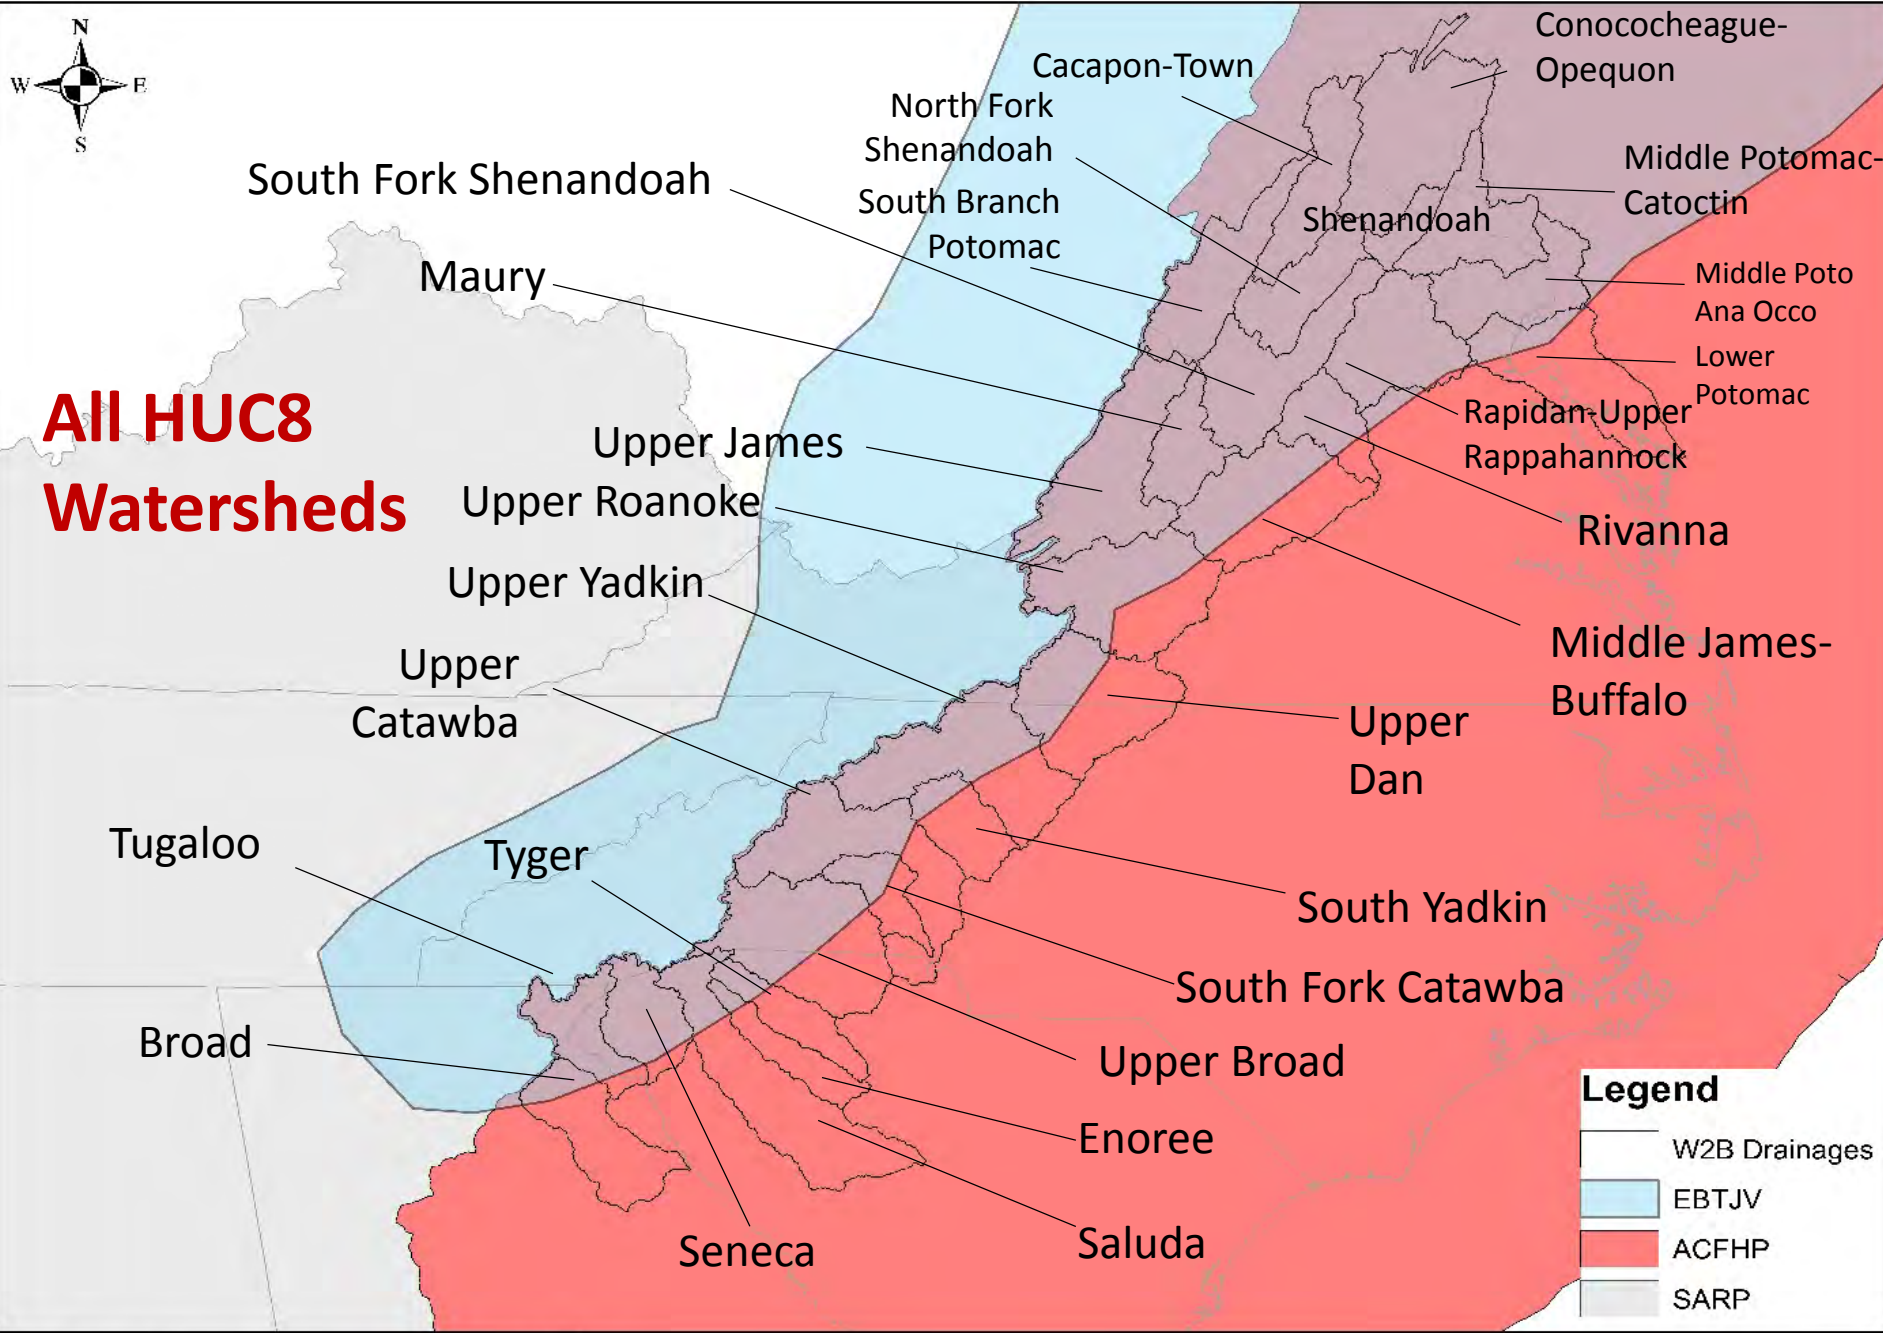 N
W
E
S
Conococheague-
Opequon
Cacapon-Town
North Fork
Shenandoah
Middle Potomac-
Catoctin
South Fork Shenandoah
South Branch
Potomac
Shenandoah
Maury
Middle Poto
Ana Occo
Lower
Potomac
All HUC8
Watersheds
Rapidan-Upper
Rappahannock
Upper James
Upper Roanoke
Rivanna
Upper Yadkin
Middle James-
Buffalo
Upper
Catawba
Upper
Dan
Tugaloo
Tyger
South Yadkin
South Fork Catawba
Broad
Upper Broad
Enoree
Seneca
Saluda
Legend
W2B Drainages
EBTJV
ACFHP
SARP